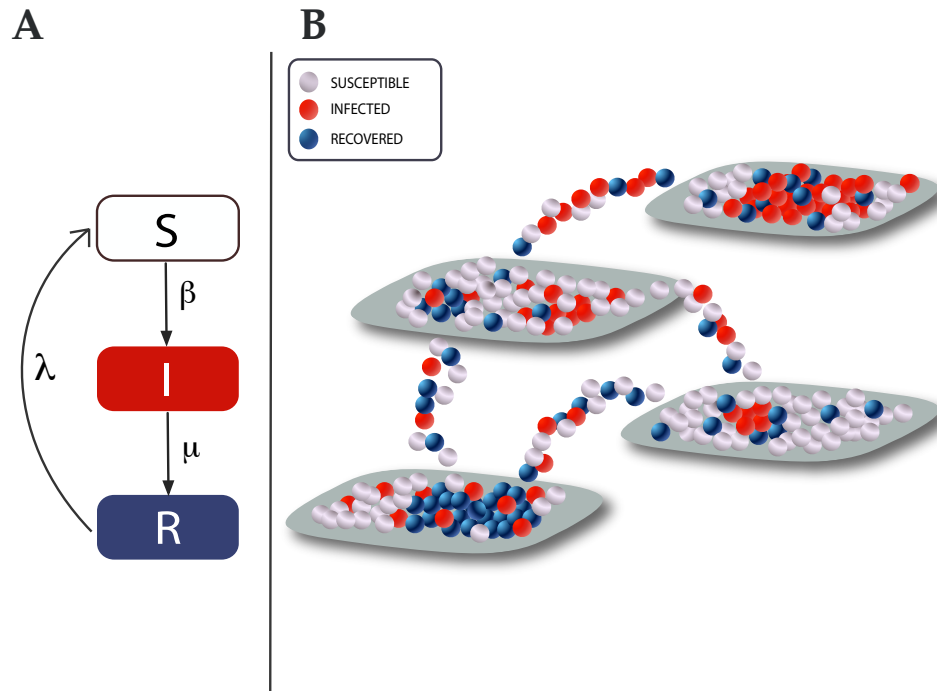 A
S
β
I
λ
μ
R
B
SUSCEPTIBLE
INFECTED
RECOVERED